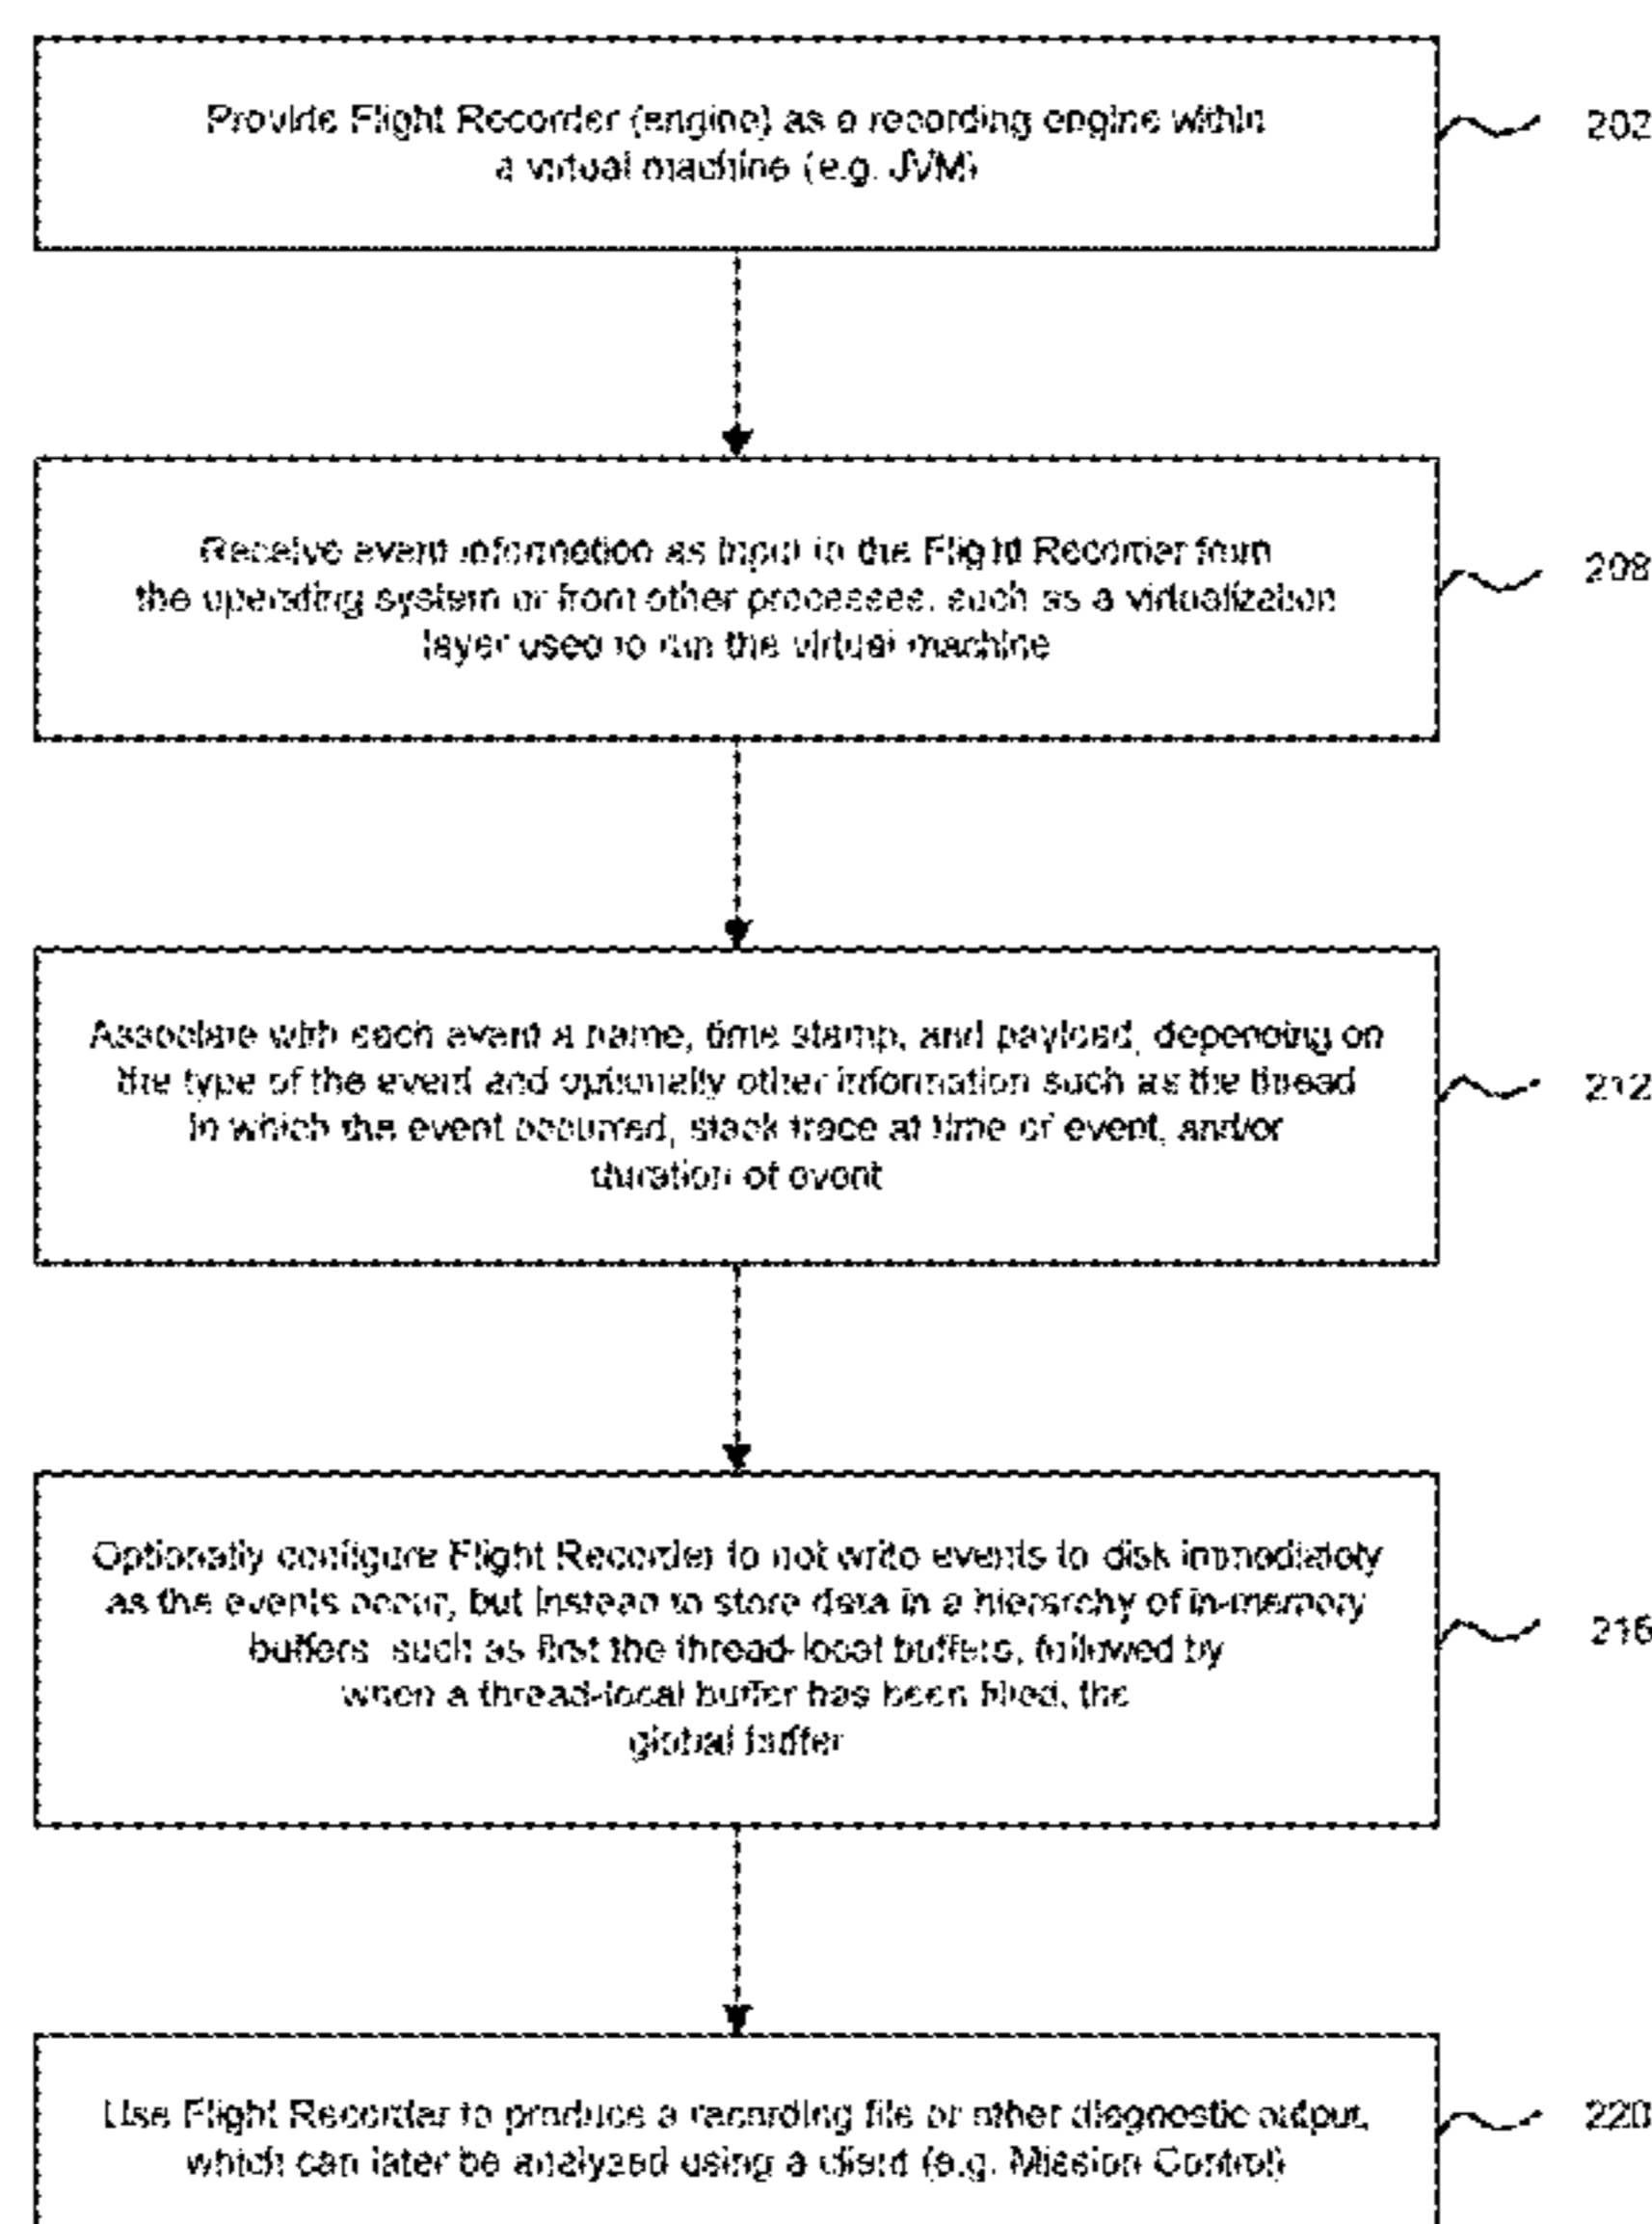 Provide Flight Recorder (engine) as a recording engine within
a virtual machine (e.g. JVM)
202
Receive event information as input in the Flight Recorder from
the operating system or from other processes, such as a virtualization
layer used to run the virtual machine
208
Associate with each event a name, time stamp, and payload, depending on
the type of the event and optionally other information such as the thread
in which the event occurred, stack trace at time of event, and/or
duration of event
212
Optionally configure Flight Recorder to not write events to disk immediately
as the events occur, but instead to store data in a hierarchy of in-memory
buffers, such as first the thread-local buffers, followed by
when a thread-local buffer has been filled, the
global buffer
216
Use Flight Recorder to produce a recording file or other diagnostic output,
which can later be analyzed using a client (e.g. Mission Control)
220